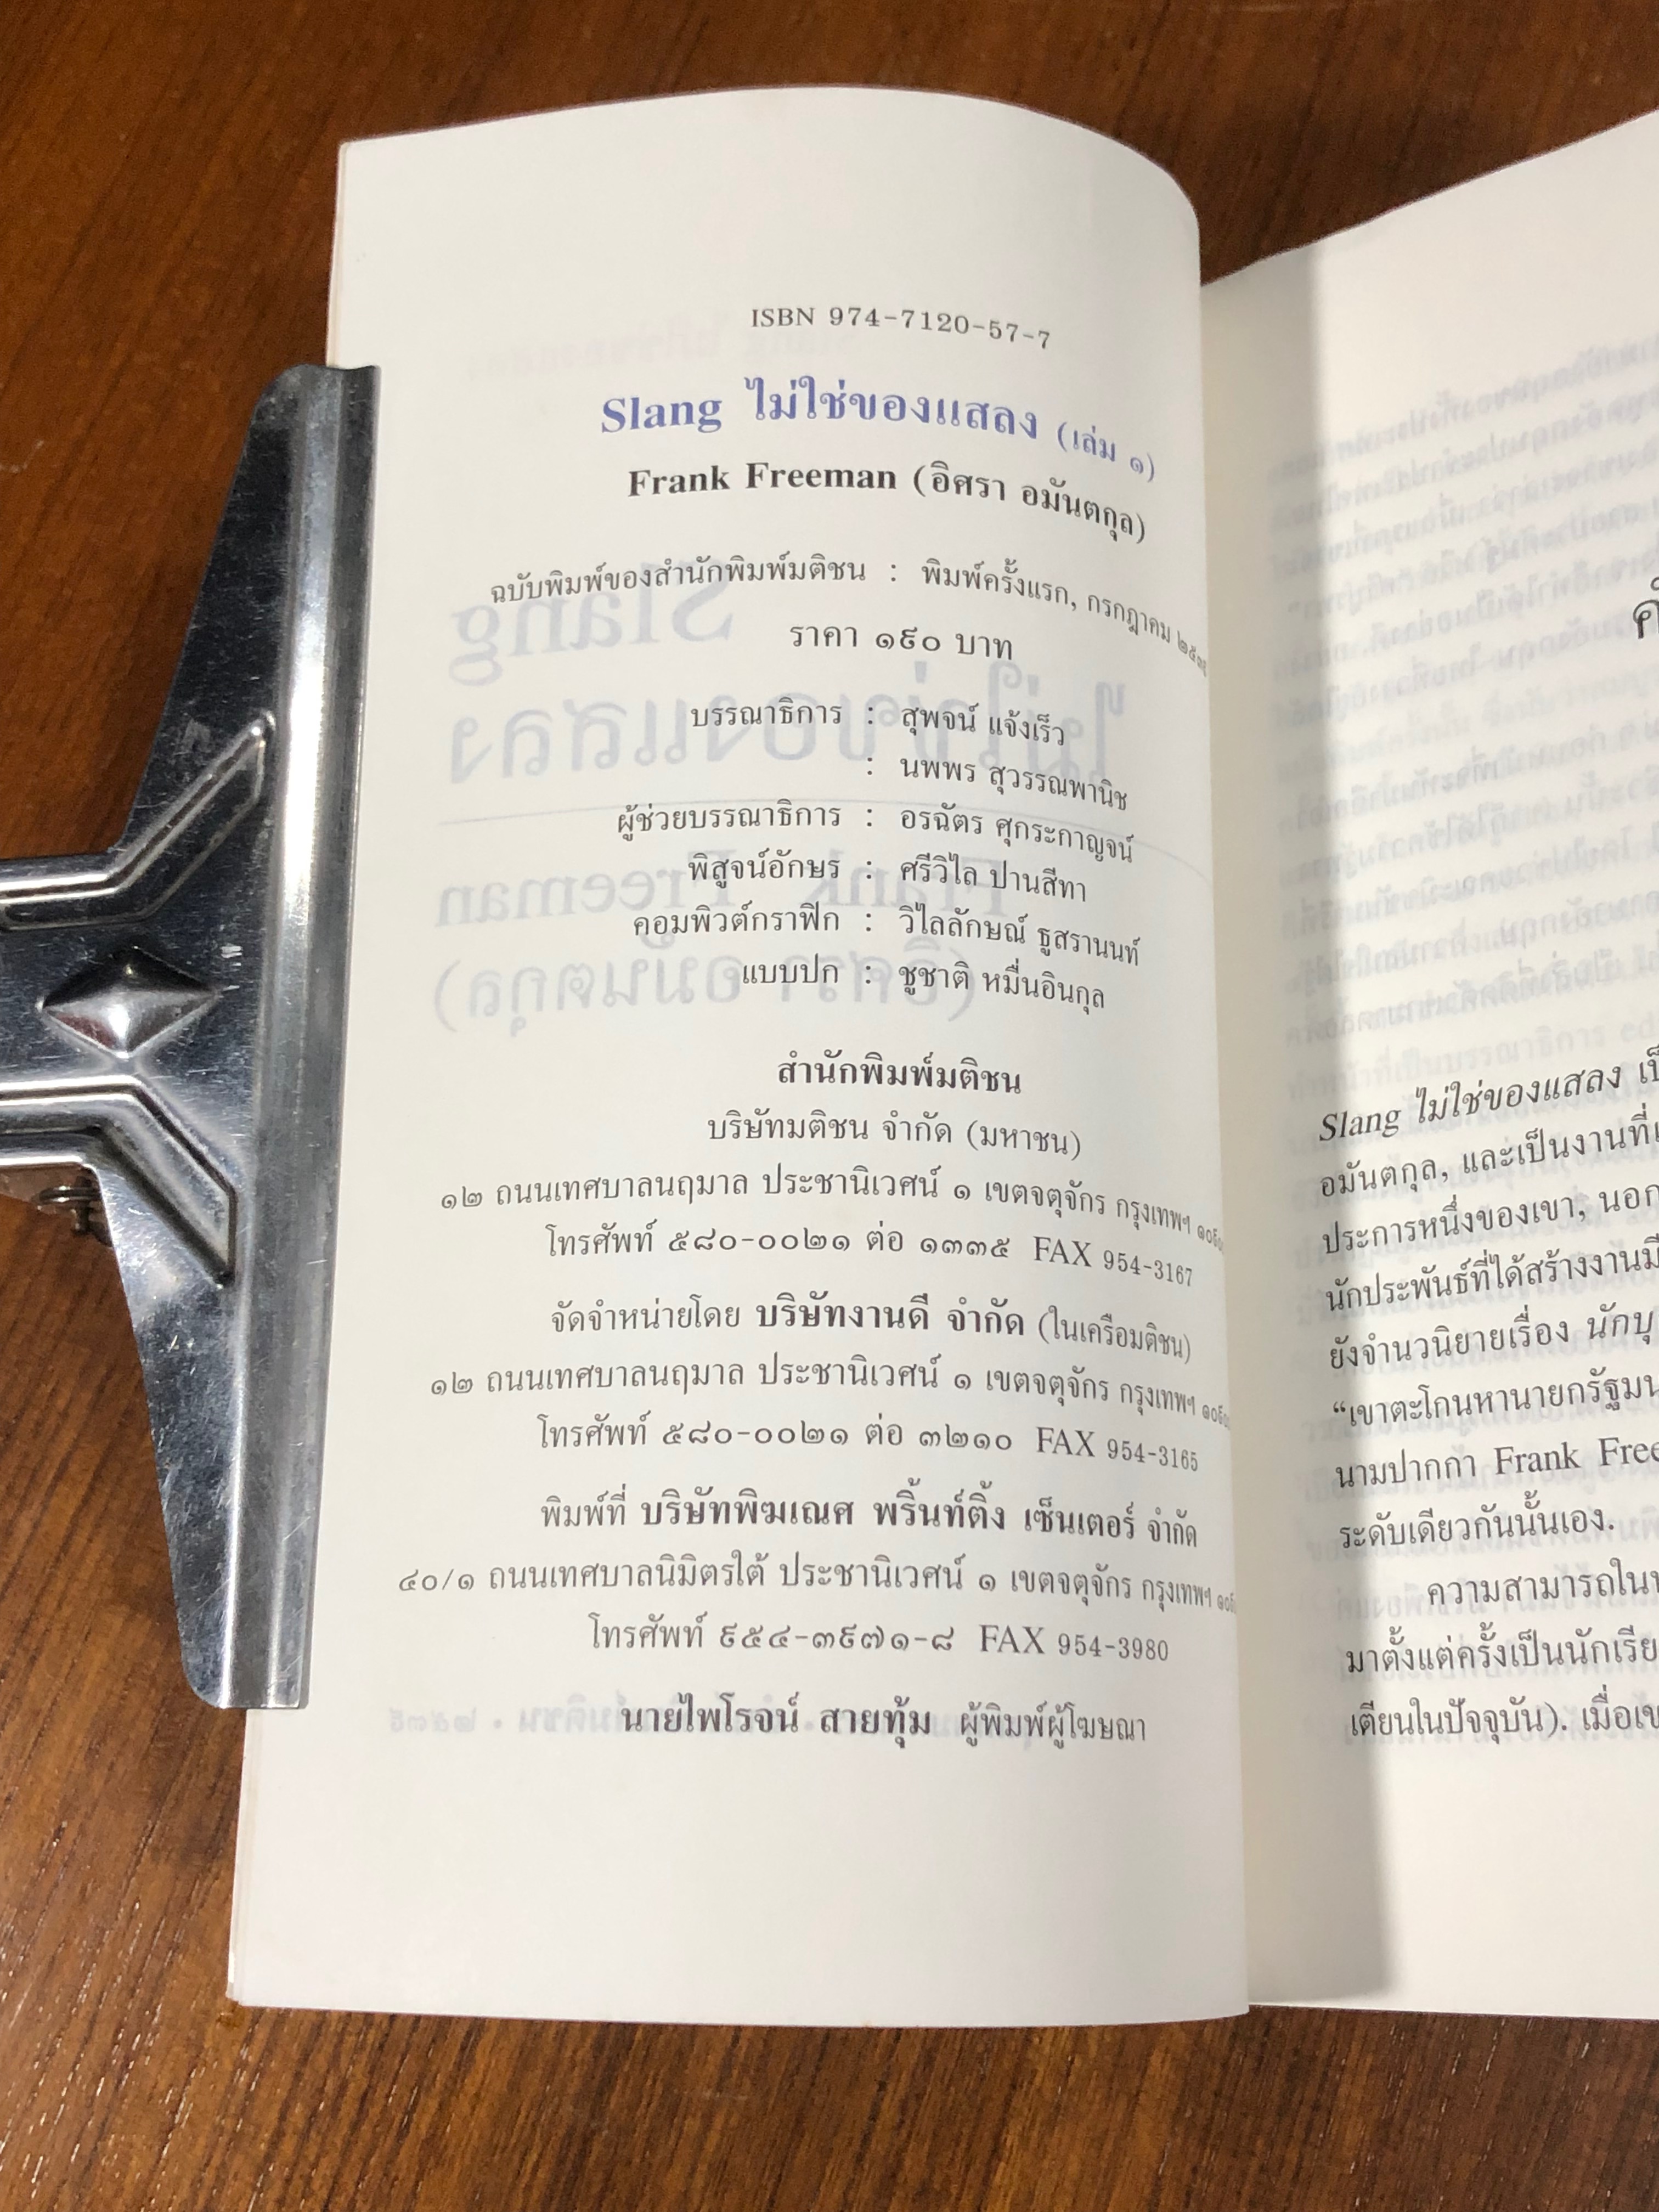 ISBN 974-7120-57-7
Slang ไม่ใช่ของแสลง (เล่ม ๑)
Frank Freeman (อิศรา อมันตกุล)
ฉบับพิมพ์ของสำนักพิมพ์มติชน : พิมพ์ครั้งแรก, กรกฎาคม
ราคา ๑๙๐ บาท
บรรณาธิการ : สุพจน์ แจ้งเร็ว
: นพพร สุวรรณพานิช
ผู้ช่วยบรรณาธิการ : อรฉัตร ศุกระกาญจน์
พิสูจน์อักษร : ศรีวิไล ปานสีทา
คอมพิวต์กราฟิก : วิไลลักษณ์ ธูสรานนท์
แบบปก : ชูชาติ หมื่นอินกุล
สำนักพิมพ์มติชน
บริษัทมติชน จำกัด (มหาชน)
๑๒ ถนนเทศบาลนฤมาล ประชานิเวศน์ ๑ เขตจตุจักร กรุงเทพฯ
โทรศัพท์ ๕๘๐-๐๐๒๑ ต่อ ๑๓๓๕ FAX 954-3167
จัดจำหน่ายโดย บริษัทงานดี จำกัด (ในเครือมติชน)
๑๒ ถนนเทศบาลนฤมาล ประชานิเวศน์ ๑ เขตจตุจักร กรุงเทพฯ
โทรศัพท์ ๕๘๐-๐๐๒๑ ต่อ ๓๒๑๐ FAX 954-3165
พิมพ์ที่ บริษัทพิฆเณศ พริ้นท์ติ้ง เซ็นเตอร์ จำกัด
๔๐/๑ ถนนเทศบาลนิมิตรใต้ ประชานิเวศน์ ๑ เขตจตุจักร กรุงเทพฯ
โทรศัพท์ ๙๕๔-๓๙๗๑-๘ FAX 954-3980
นายไพโรจน์ สายทุ้ม ผู้พิมพ์ผู้โฆษณา
Slang ไม่ใช่ของแสลง
อมันตกุล, และเป็นงานที่
ประการหนึ่งของเขา, นอก
นักประพันธ์ที่ได้สร้างงานมี
ยังจำนวนิยายเรื่อง นักบุ
“เขาตะโกนหานายกรัฐมน
นามปากกา Frank Free
ระดับเดียวกันนั้นเอง.
ความสามารถใน
มาตั้งแต่ครั้งเป็นนักเรีย
เตียนในปัจจุบัน). เมื่อเข